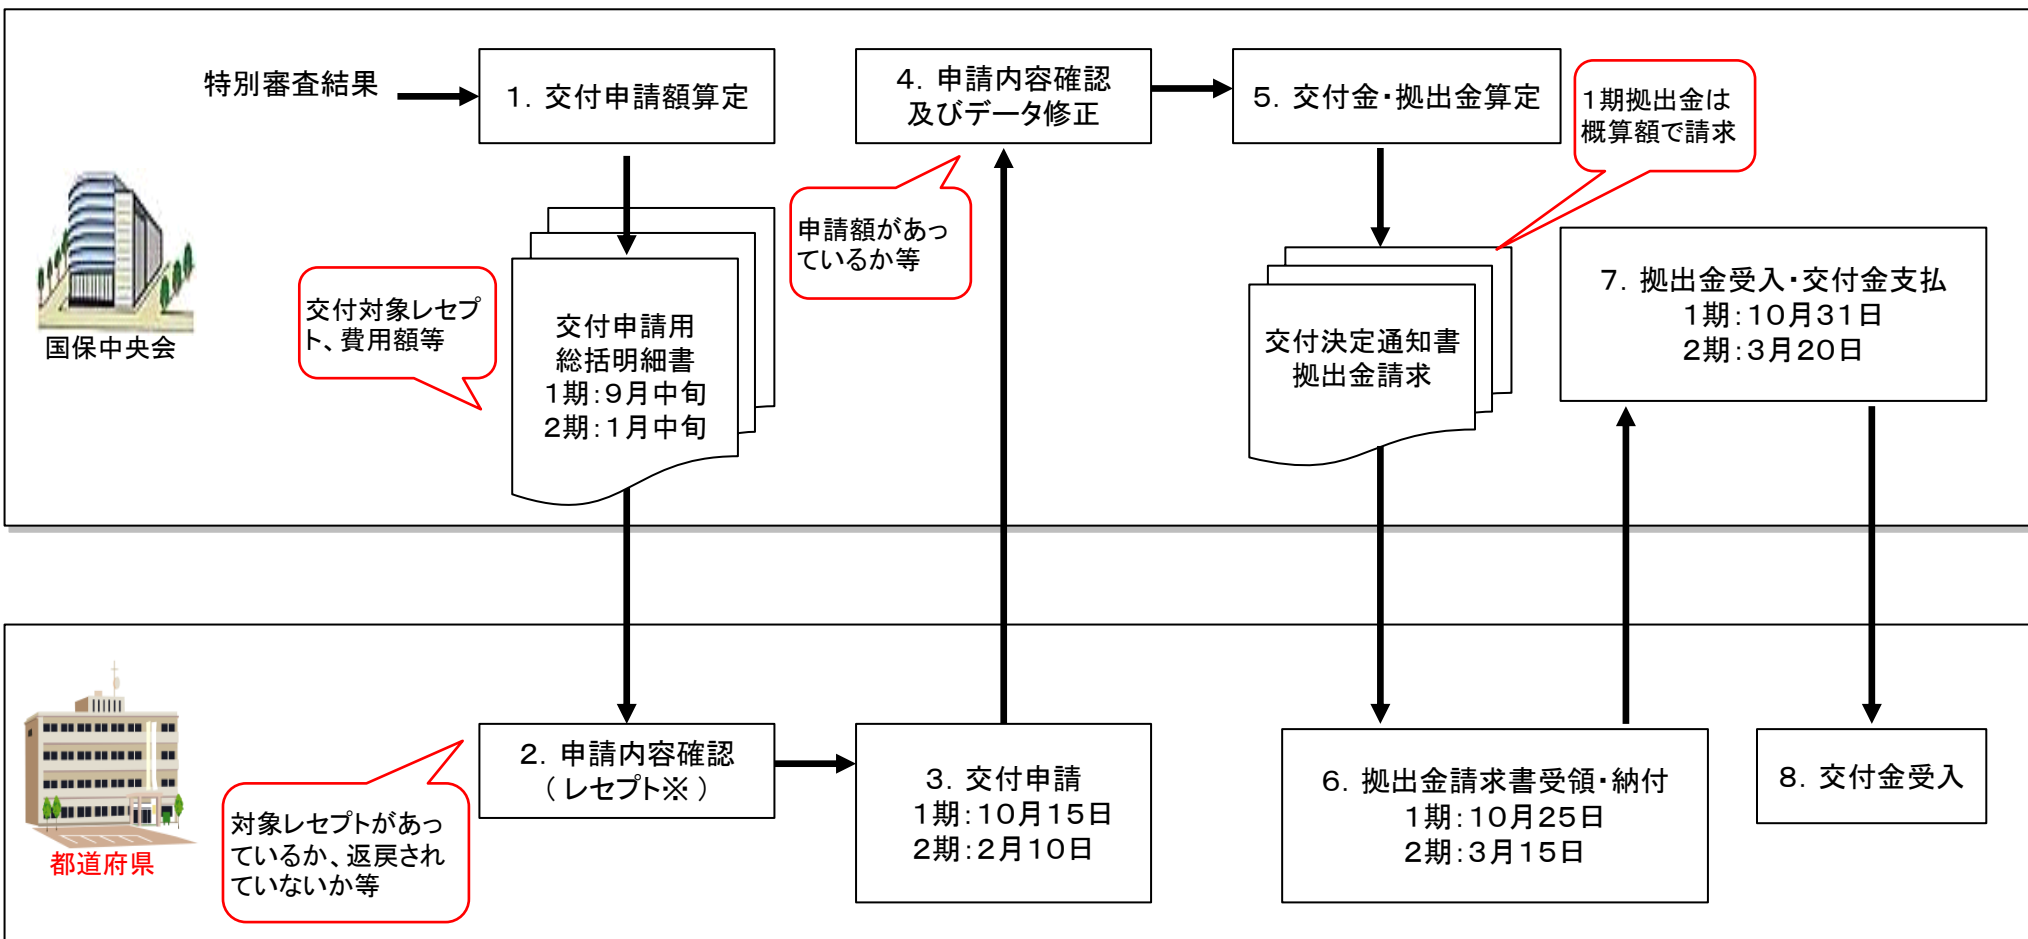 特別審査結果
1．交付申請額算定
4．申請内容確認
及びデータ修正
5．交付金・拠出金算定
1期拠出金は
概算額で請求
申請額があっ
ているか等
交付対象レセプ
ト、費用額等
国保中央会
交付申請用
総括明細書
1期：9月中旬
2期：1月中旬
交付決定通知書
拠出金請求
7．拠出金受入・交付金支払
1期：10月31日
2期：3月20日
都道府県
対象レセプトがあっ
ているか、返戻され
ていないか等
2．申請内容確認
（レセプト※）
3．交付申請
1期：10月15日
2期：2月10日
6．拠出金請求書受領・納付
1期：10月25日
2期：3月15日
8．交付金受入